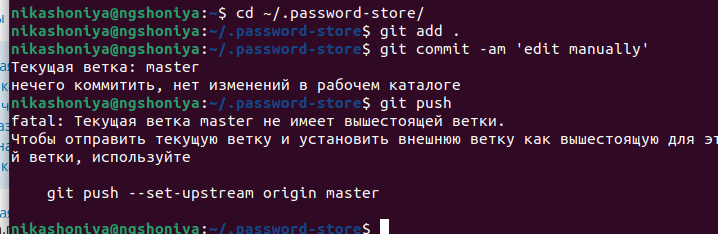 nikashoniya@ngshoniya:~$ cd ~/.password-store/
nikashoniya@ngshoniya:~/.password-store$ git add .
nikashoniya@ngshoniya:~/.password-store$ git commit -am 'edit manually'
Текущая ветка: master
нечего коммитить, нет изменений в рабочем каталоге
nikashoniya@ngshoniya:~/.password-store$ git push
fatal: Текущая ветка master не имеет вышестоящей ветки.
Чтобы отправить текущую ветку и установить внешнюю ветку как вышестоящую для эт
й ветки, используйте
git push --set-upstream origin master
nikashoniya@ngshoniya:~/.password-store$